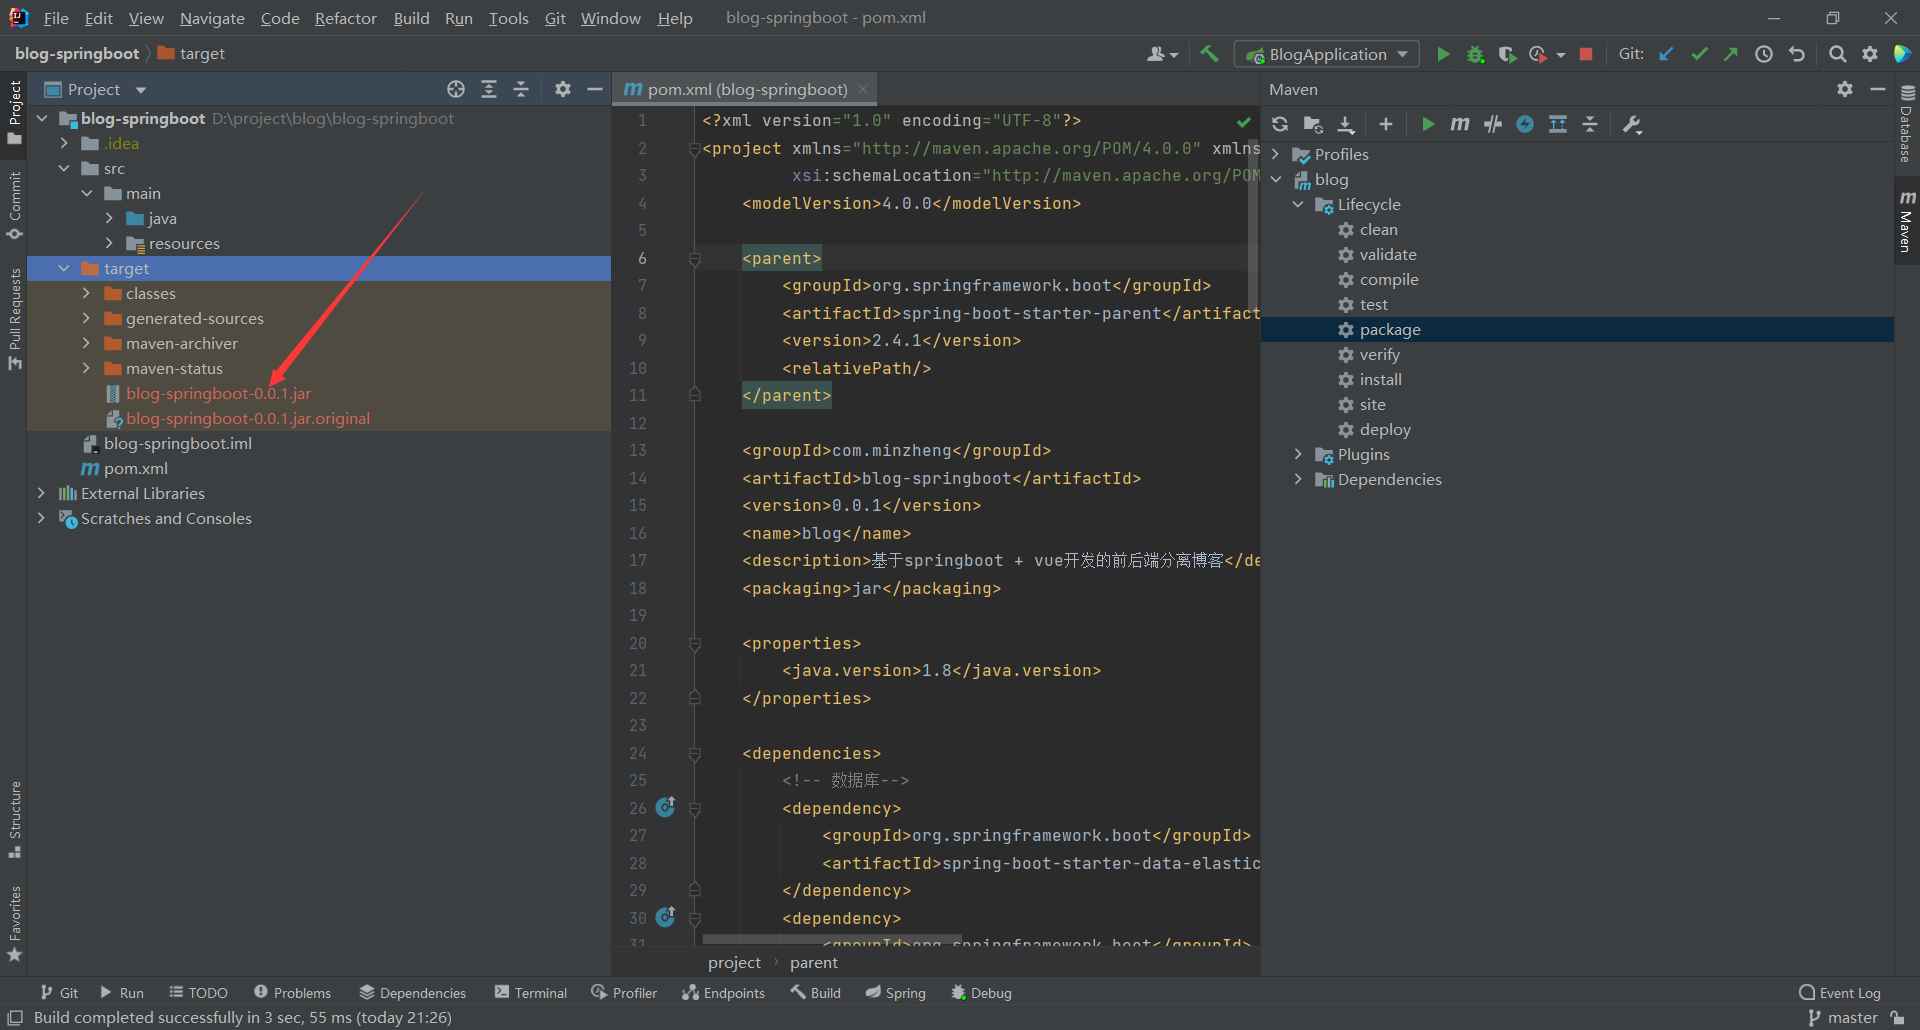 File Edit View Navigate Code Refactor Build Run Tools Git Window Help blog-springboot - pom.xml
blog-springboot target
BlogApplication Git:
Project
pom.xml (blog-springboot)
Maven
Project
Commit
Pull Requests
Structure
Favorites
blog-springboot D:\project\blog\blog-springboot
.idea
src
main
java
resources
target
classes
generated-sources
maven-archiver
maven-status
blog-springboot-0.0.1.jar
blog-springboot-0.0.1.jar.original
blog-springboot.iml
pom.xml
External Libraries
Scratches and Consoles
1 <?xml version="1.0" encoding="UTF-8"?>
2 <project xmlns="http://maven.apache.org/POM/4.0.0" xmlns
3 xsi:schemaLocation="http://maven.apache.org/POM
4 <modelVersion>4.0.0</modelVersion>
5
6 <parent>
7 <groupId>org.springframework.boot</groupId>
8 <artifactId>spring-boot-starter-parent</artifact
9 <version>2.4.1</version>
10 <relativePath/>
11 </parent>
12
13 <groupId>com.minzheng</groupId>
14 <artifactId>blog-springboot</artifactId>
15 <version>0.0.1</version>
16 <name>blog</name>
17 <description>基于springboot + vue开发的前后端分离博客</de
18 <packaging>jar</packaging>
19
20 <properties>
21 <java.version>1.8</java.version>
22 </properties>
23
24 <dependencies>
25 <!-- 数据库-->
26 <dependency>
27 <groupId>org.springframework.boot</groupId>
28 <artifactId>spring-boot-starter-data-elastic
29 </dependency>
30 <dependency>
31 <groupId>org.springframework.boot</groupId>
project parent
Profiles
blog
Lifecycle
clean
validate
compile
test
package
verify
install
site
deploy
Plugins
Dependencies
Database
Maven
Git Run TODO Problems Dependencies Terminal Profiler Endpoints Build Spring Debug Event Log
Build completed successfully in 3 sec, 55 ms (today 21:26) master